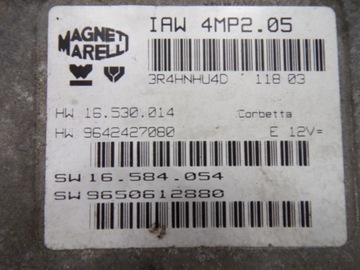 MAGNETI
MARELLI
IAW 4MP2.05
3R4HNHU4D 118 03
HW 16.530.014 Corbetta
HW 9642427080 E 12V=
SW 16.584.054
SW 9650612880